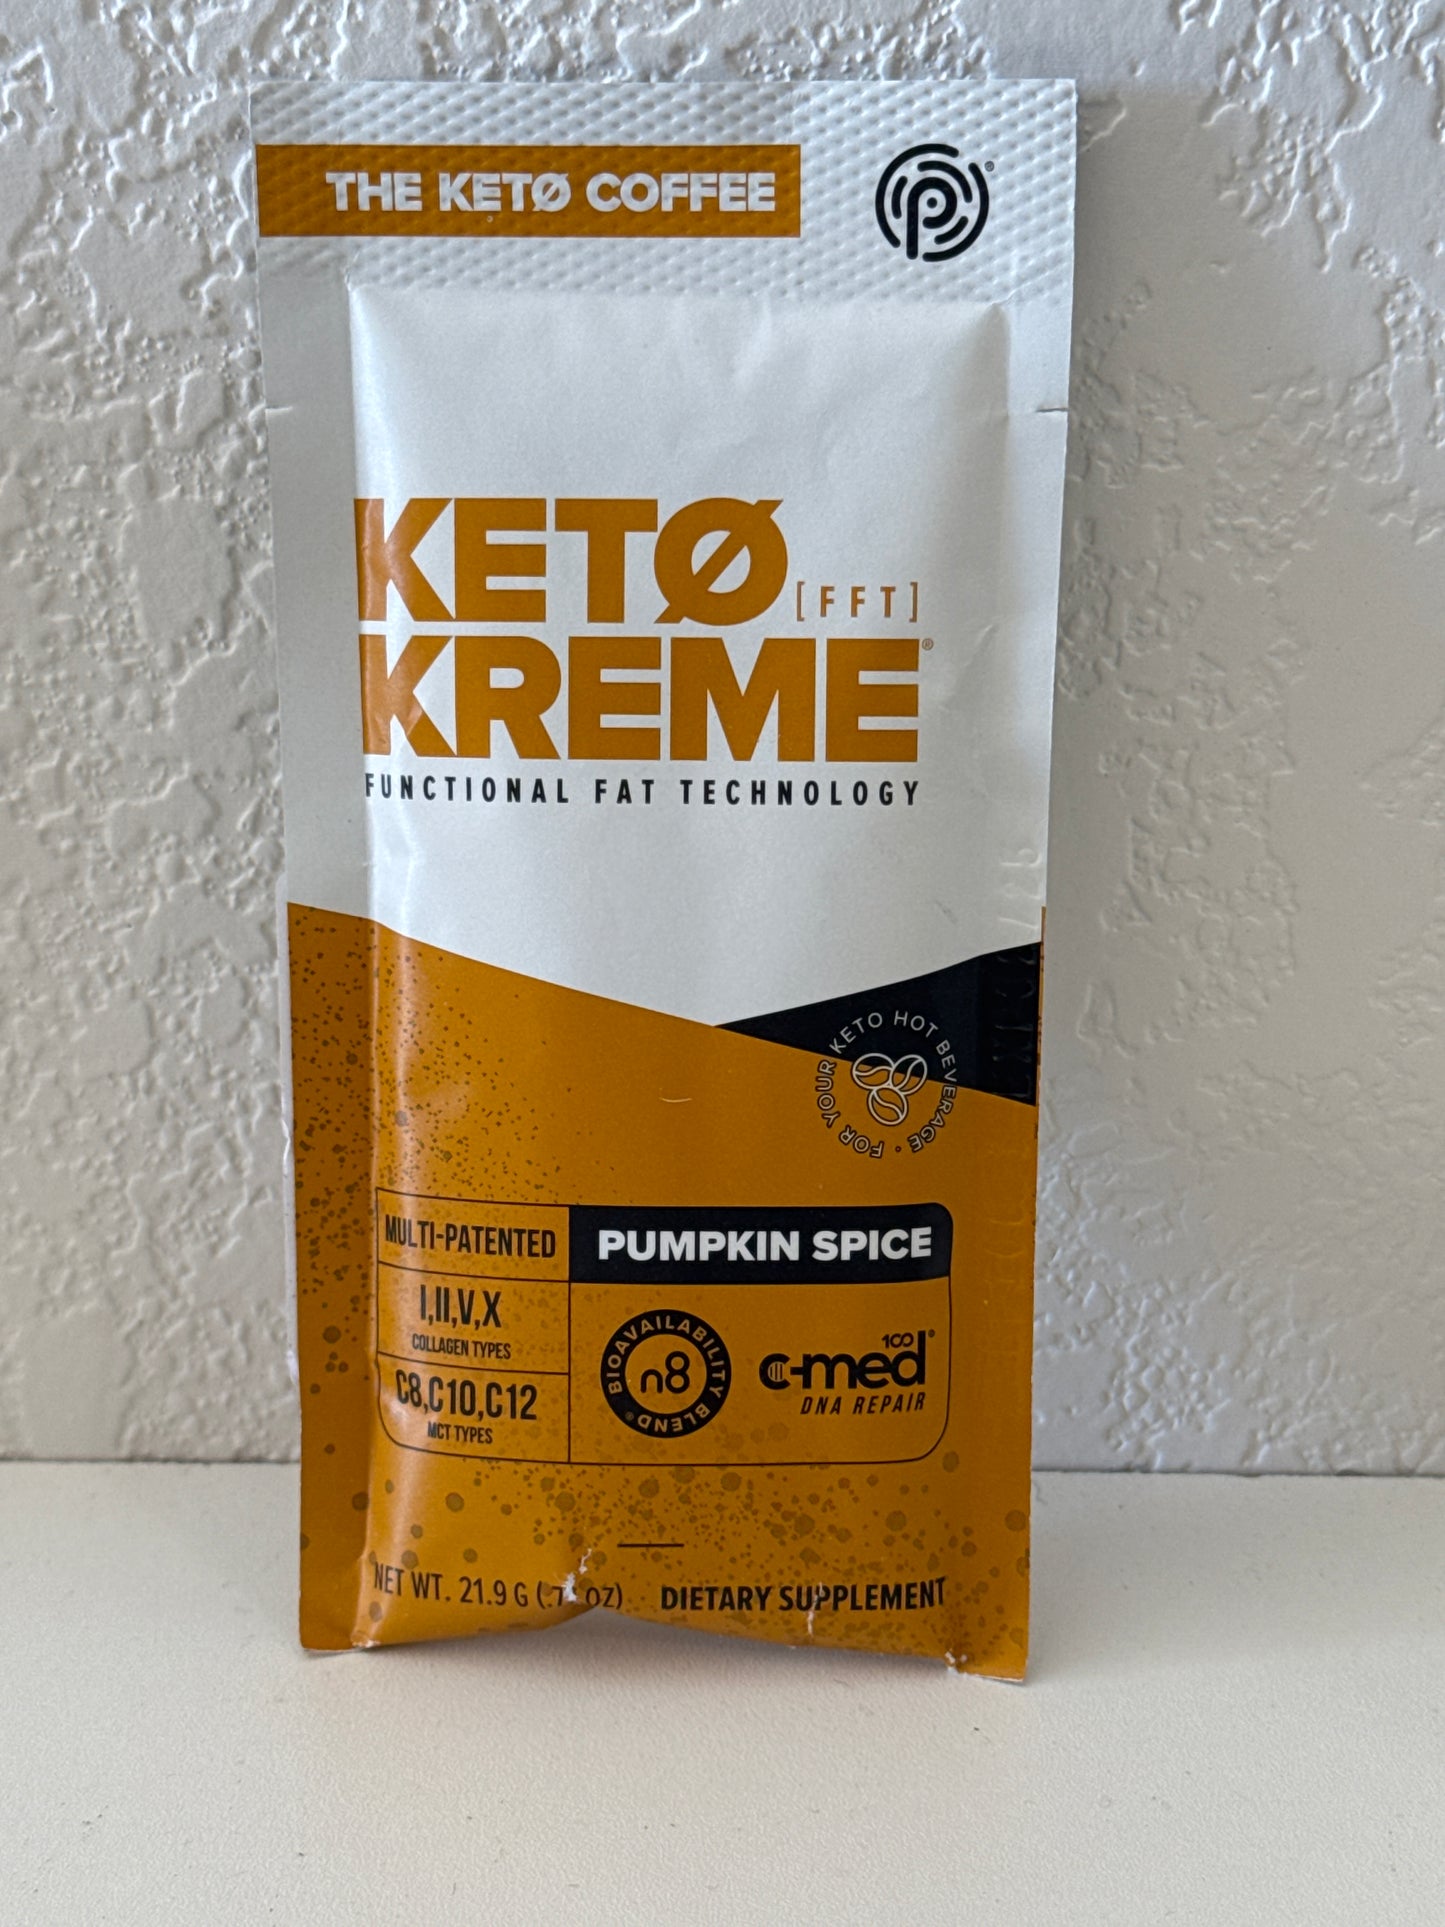 THE KETØ COFFEE
P®
KETØ [FFT]
KREME®
FUNCTIONAL FAT TECHNOLOGY
FOR YOUR KETO HOT BEVERAGE •
MULTI-PATENTED
PUMPKIN SPICE
I,II,V,X
COLLAGEN TYPES
C8,C10,C12
MCT TYPES
BIOAVAILABILITY BLEND®
n8
c-med 100®
DNA REPAIR
NET WT. 21.9 G ( OZ) DIETARY SUPPLEMENT